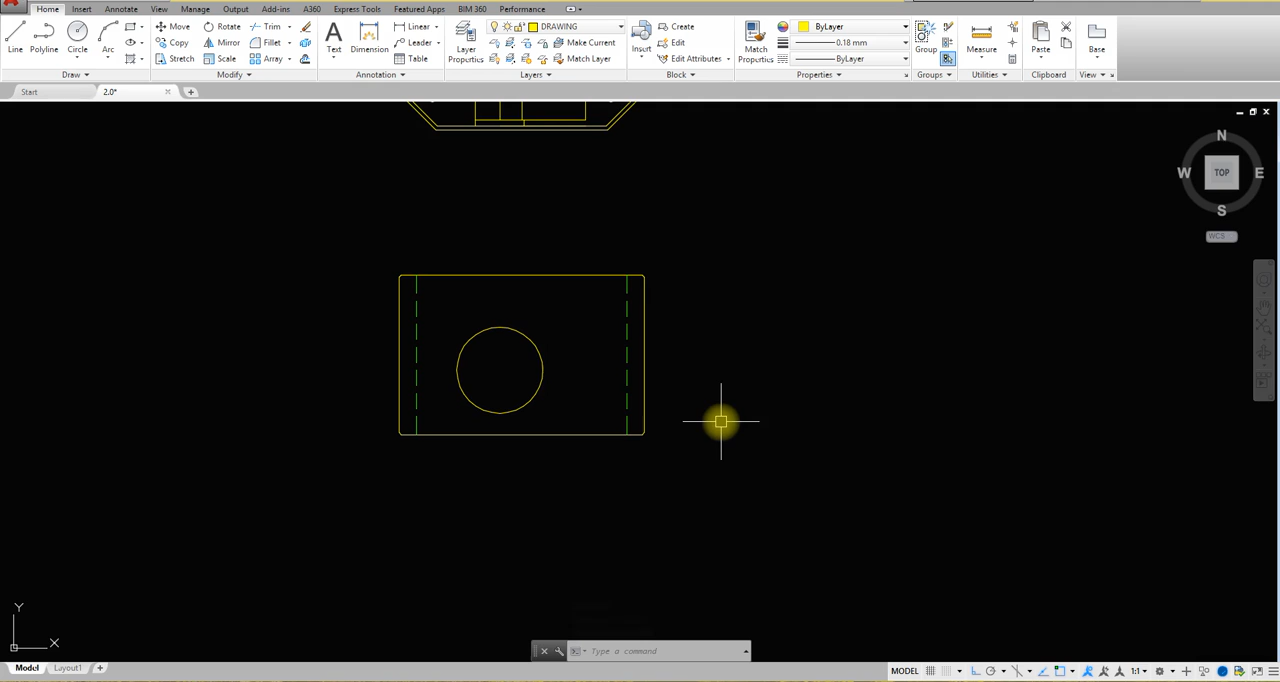 Home Insert Annotate View Manage Output Add-ins A360 Express Tools Featured Apps BIM 360 Performance
Line Polyline Circle Arc
Move Rotate Trim
Copy Mirror Fillet
Stretch Scale Array
Text Dimension
Linear
Leader
Table
Layer Properties
DRAWING
Make Current
Match Layer
Insert
Create
Edit
Edit Attributes
Match Properties
ByLayer
0.18 mm
ByLayer
Group
Measure
Paste
Base
Draw Modify Annotation Layers Block Properties Groups Utilities Clipboard View
Start 2.0*
N
W TOP E
S
WCS
Y
X
Type a command
Model Layout1 +
MODEL 1:1